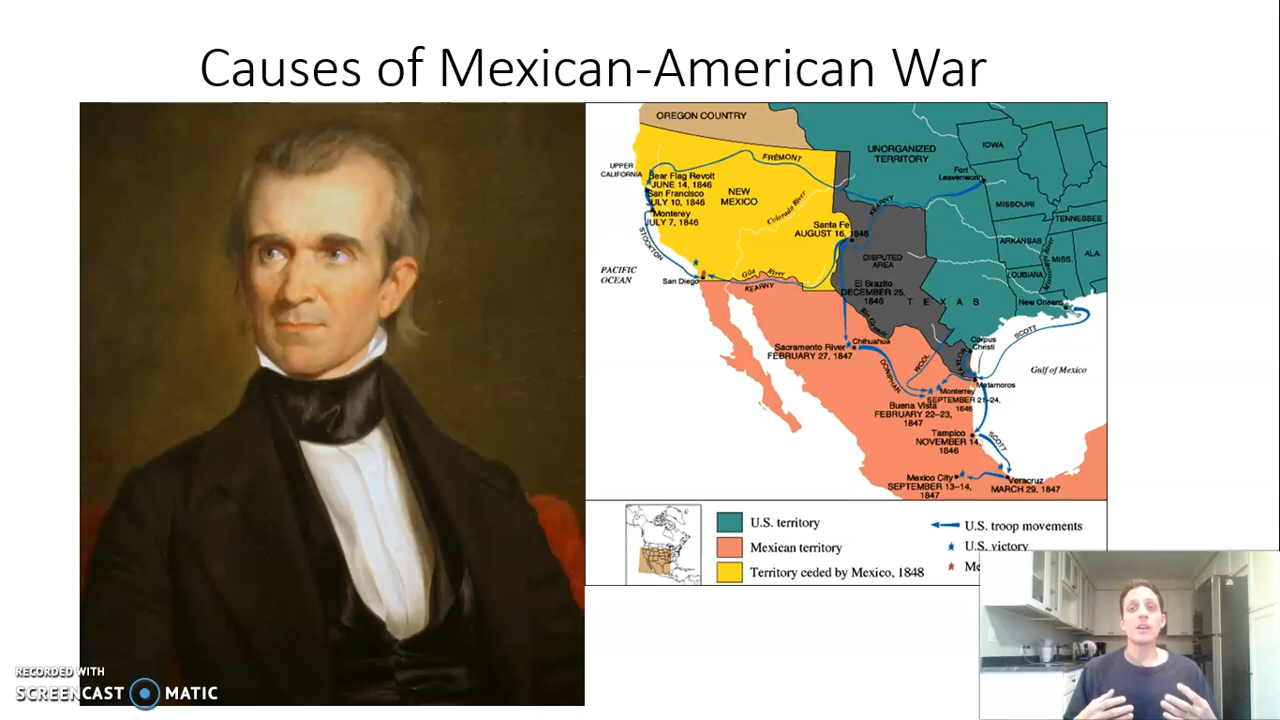 Causes of Mexican-American War
OREGON COUNTRY
UNORGANIZED
TERRITORY
IOWA
FRÉMONT
UPPER
CALIFORNIA
Bear Flag Revolt
JUNE 14, 1846
San Francisco
JULY 10, 1846
Monterey
JULY 7, 1846
NEW
MEXICO
Colorado River
Fort
Leavenworth
KEARNY
MISSOURI
TENNESSEE
Santa Fe
AUGUST 16, 1846
ARKANSAS
MISS.
ALA.
STOCKTON
DISPUTED
AREA
PACIFIC
OCEAN
San Diego
Gila River
KEARNY
LOUISIANA
El Brazito
DECEMBER 25,
1846
TEXAS
New Orleans
Rio Grande
SCOTT
Corpus
Christi
Sacramento River
FEBRUARY 27, 1847
Chihuahua
WOOL
TAYLOR
DONIPHAN
Gulf of Mexico
Matamoros
Monterrey
SEPTEMBER 21–24,
1846
Buena Vista
FEBRUARY 22–23,
1847
Tampico
NOVEMBER 14,
1846
SCOTT
Mexico City
SEPTEMBER 13–14,
1847
Veracruz
MARCH 29, 1847
U.S. territory
Mexican territory
Territory ceded by Mexico, 1848
U.S. troop movements
U.S. victory
Me
RECORDED WITH
SCREENCAST MATIC